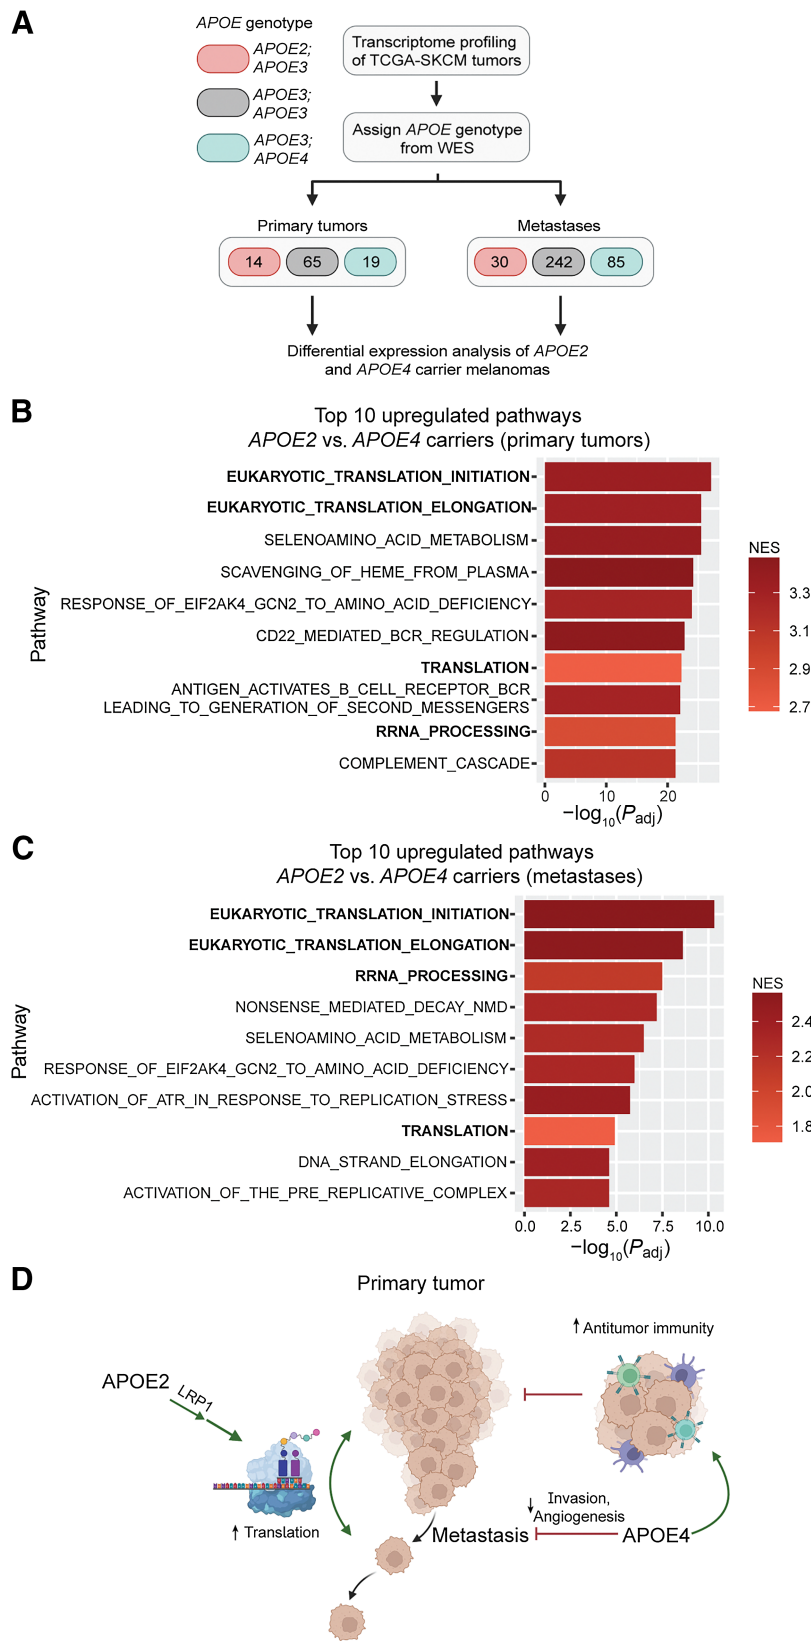 A
APOE genotype
APOE2;
APOE3
APOE3;
APOE3
APOE3;
APOE4
Transcriptome profiling
of TCGA-SKCM tumors
Assign APOE genotype
from WES
Primary tumors
Metastases
14 65 19
30 242 85
Differential expression analysis of APOE2
and APOE4 carrier melanomas
B
Top 10 upregulated pathways
APOE2 vs. APOE4 carriers (primary tumors)
Pathway
EUKARYOTIC_TRANSLATION_INITIATION
EUKARYOTIC_TRANSLATION_ELONGATION
SELENOAMINO_ACID_METABOLISM
SCAVENGING_OF_HEME_FROM_PLASMA
RESPONSE_OF_EIF2AK4_GCN2_TO_AMINO_ACID_DEFICIENCY
CD22_MEDIATED_BCR_REGULATION
TRANSLATION
ANTIGEN_ACTIVATES_B_CELL_RECEPTOR_BCR
LEADING_TO_GENERATION_OF_SECOND_MESSENGERS
RRNA_PROCESSING
COMPLEMENT_CASCADE
0 10 20
−log10(Padj)
NES
3.3
3.1
2.9
2.7
C
Top 10 upregulated pathways
APOE2 vs. APOE4 carriers (metastases)
Pathway
EUKARYOTIC_TRANSLATION_INITIATION
EUKARYOTIC_TRANSLATION_ELONGATION
RRNA_PROCESSING
NONSENSE_MEDIATED_DECAY_NMD
SELENOAMINO_ACID_METABOLISM
RESPONSE_OF_EIF2AK4_GCN2_TO_AMINO_ACID_DEFICIENCY
ACTIVATION_OF_ATR_IN_RESPONSE_TO_REPLICATION_STRESS
TRANSLATION
DNA_STRAND_ELONGATION
ACTIVATION_OF_THE_PRE_REPLICATIVE_COMPLEX
0.0 2.5 5.0 7.5 10.0
−log10(Padj)
NES
2.4
2.2
2.0
1.8
D
Primary tumor
↑ Antitumor immunity
APOE2
LRP1
↑ Translation
↓ Invasion,
Angiogenesis
Metastasis
APOE4